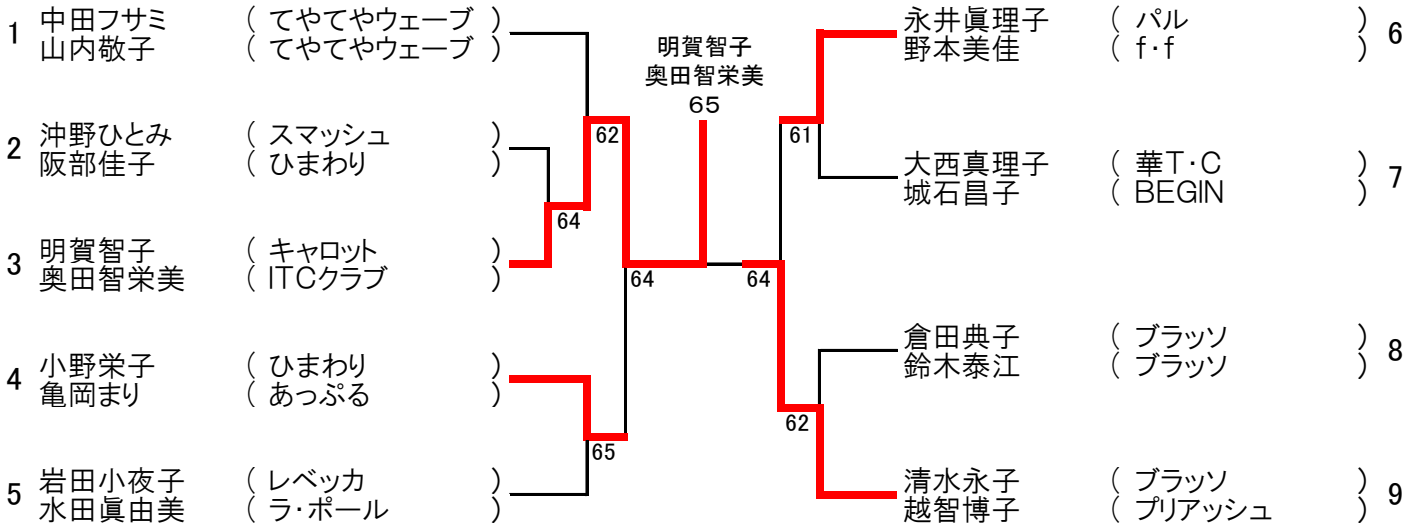 1 中田フサミ ( てやてやウェーブ )
山内敬子 ( てやてやウェーブ )
2 沖野ひとみ ( スマッシュ )
阪部佳子 ( ひまわり )
3 明賀智子 ( キャロット )
奥田智栄美 ( ITCクラブ )
4 小野栄子 ( ひまわり )
亀岡まり ( あっぷる )
5 岩田小夜子 ( レベッカ )
水田眞由美 ( ラ・ポール )
62
64
64
65
明賀智子
奥田智栄美
65
61
64
62
永井眞理子 ( パル ) 6
野本美佳 ( f・f )
大西真理子 ( 華T・C ) 7
城石昌子 ( BEGIN )
倉田典子 ( ブラッソ ) 8
鈴木泰江 ( ブラッソ )
清水永子 ( ブラッソ ) 9
越智博子 ( プリアッシュ )